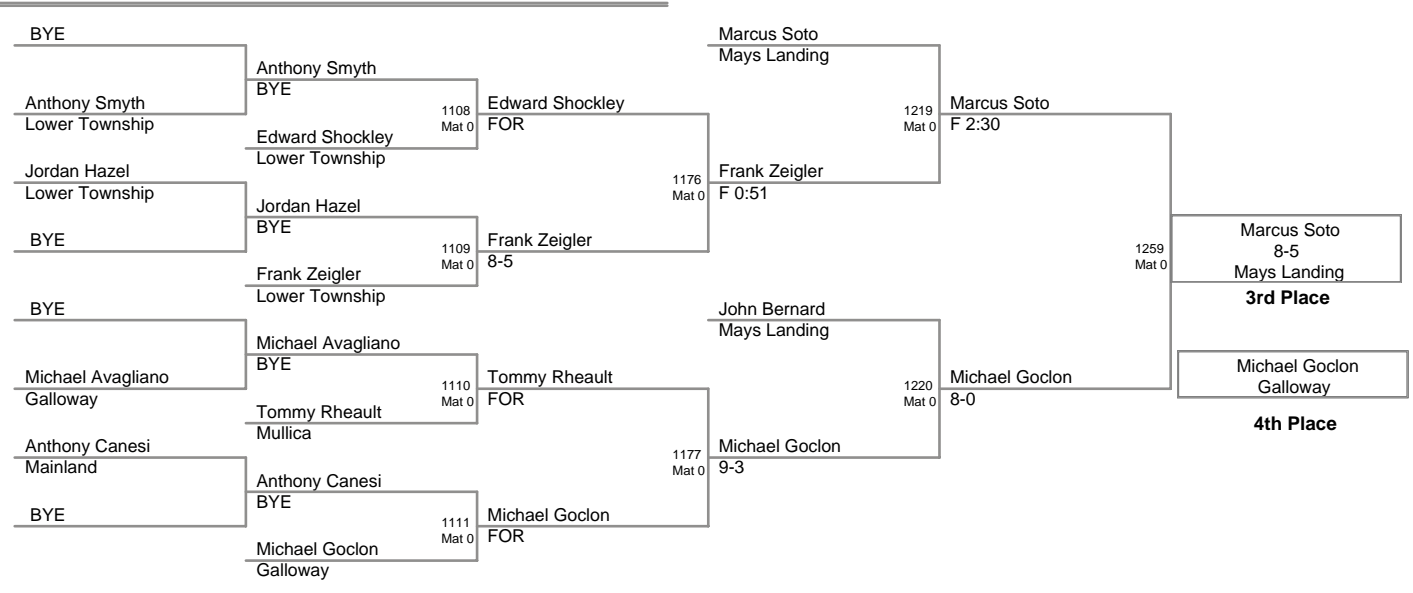 BYE
Anthony Smyth
Lower Township
Jordan Hazel
Lower Township
BYE
BYE
Michael Avagliano
Galloway
Anthony Canesi
Mainland
BYE
Anthony Smyth
BYE
1108
Mat 0
Edward Shockley
Lower Township
Jordan Hazel
BYE
1109
Mat 0
Frank Zeigler
Lower Township
Michael Avagliano
BYE
1110
Mat 0
Tommy Rheault
Mullica
Anthony Canesi
BYE
1111
Mat 0
Michael Goclon
Galloway
Edward Shockley
FOR
1176
Mat 0
Frank Zeigler
8-5
Tommy Rheault
FOR
1177
Mat 0
Michael Goclon
FOR
Marcus Soto
Mays Landing
1219
Mat 0
Frank Zeigler
F 0:51
John Bernard
Mays Landing
1220
Mat 0
Michael Goclon
9-3
Marcus Soto
F 2:30
1259
Mat 0
Michael Goclon
8-0
Marcus Soto
8-5
Mays Landing
3rd Place
Michael Goclon
Galloway
4th Place